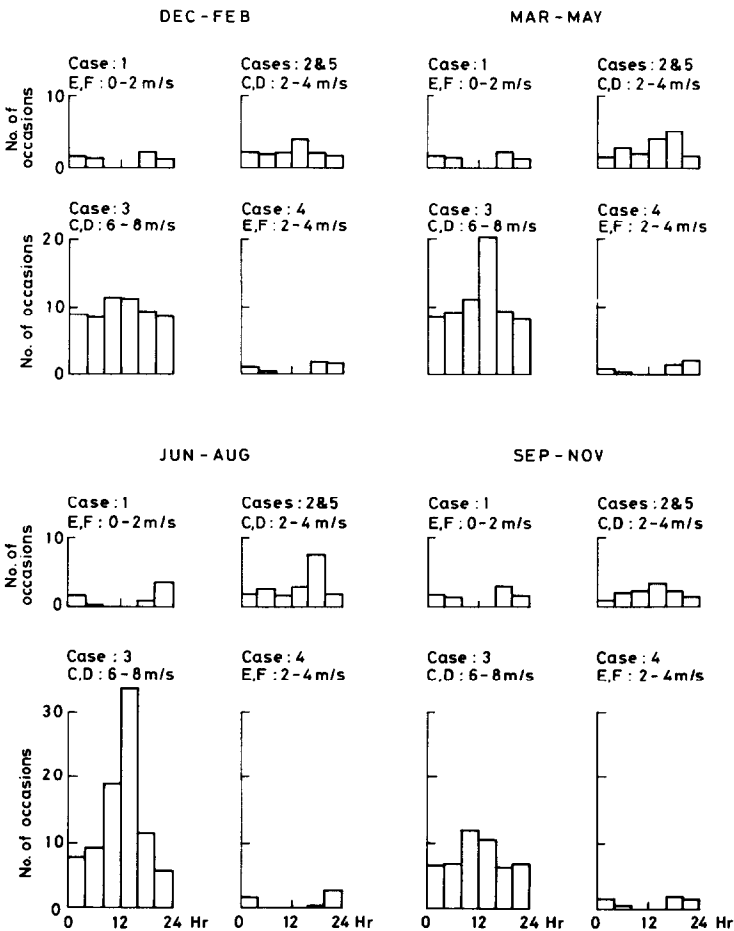 DEC-FEB
MAR-MAY
Case: 1
E,F: 0-2 m/s
Cases: 2&5
C,D: 2-4 m/s
Case: 1
E,F: 0-2 m/s
Cases: 2&5
C,D: 2-4 m/s
No. of occasions
10
0
Case: 3
C,D: 6-8 m/s
Case: 4
E,F: 2-4 m/s
Case: 3
C,D: 6-8 m/s
Case: 4
E,F: 2-4 m/s
No. of occasions
20
10
0
JUN-AUG
SEP-NOV
Case: 1
E,F: 0-2 m/s
Cases: 2&5
C,D: 2-4 m/s
Case: 1
E,F: 0-2 m/s
Cases: 2&5
C,D: 2-4 m/s
No. of occasions
10
0
Case: 3
C,D: 6-8 m/s
Case: 4
E,F: 2-4 m/s
Case: 3
C,D: 6-8 m/s
Case: 4
E,F: 2-4 m/s
No. of occasions
30
20
10
0
0 12 24 Hr
0 12 24 Hr
0 12 24 Hr
0 12 24 Hr